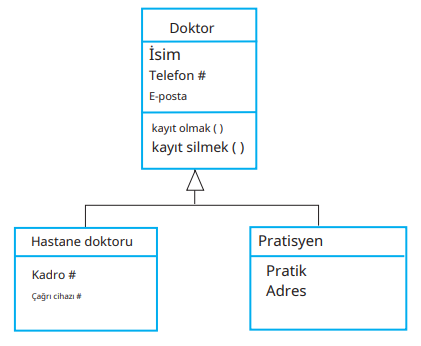 Doktor
İsim
Telefon #
E-posta
kayıt olmak ( )
kayıt silmek ( )
Hastane doktoru
Kadro #
Çağrı cihazı #
Pratisyen
Pratik
Adres